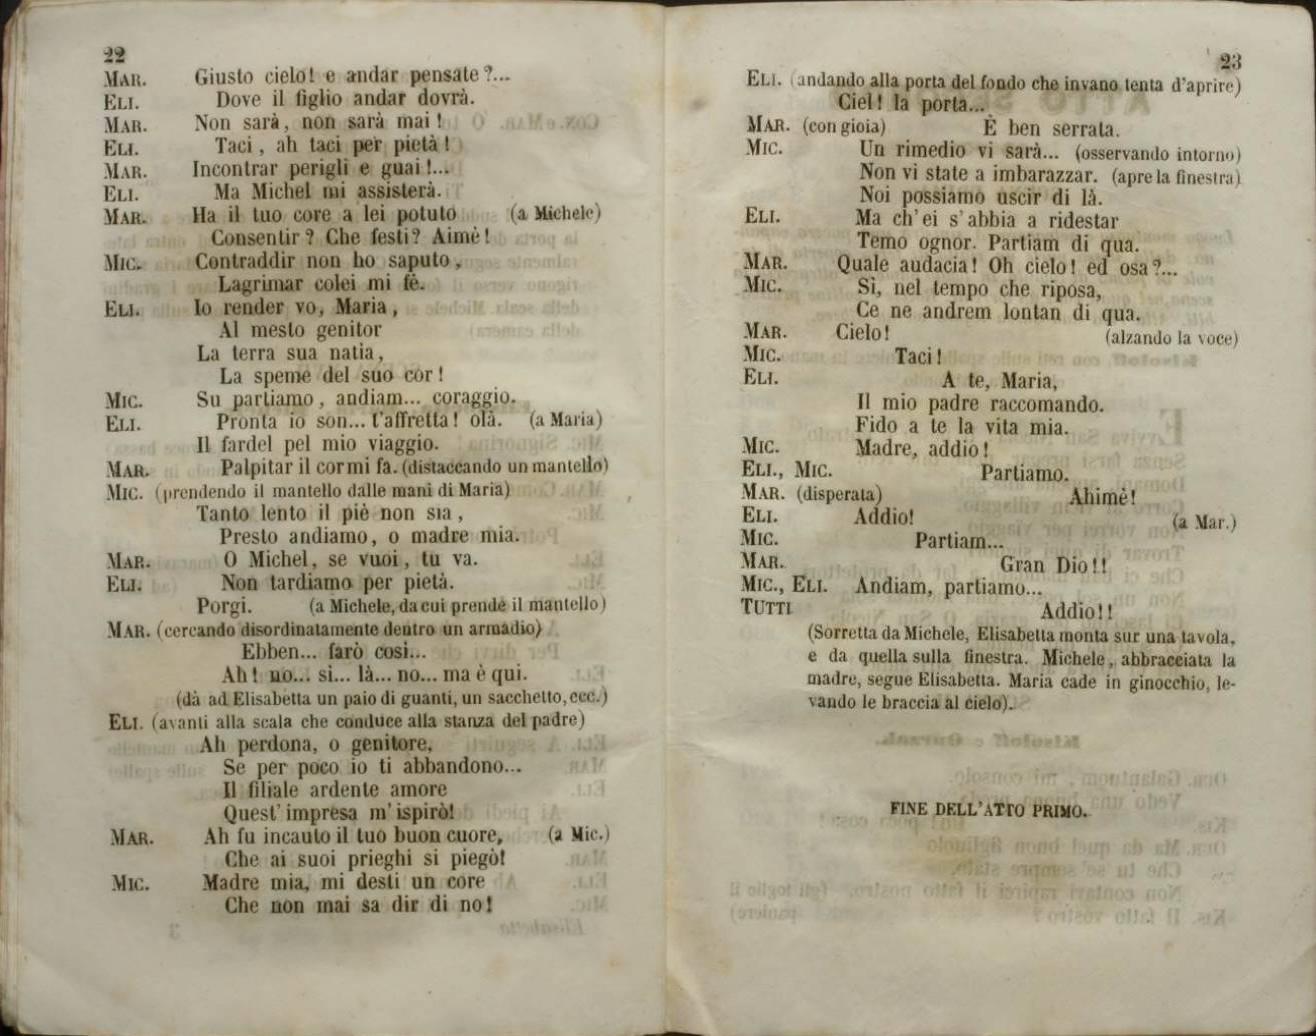 22
MAR. Giusto cielo! e andar pensate?...
ELI. Dove il figlio andar dovrà.
MAR. Non sarà, non sarà mai!
ELI. Taci, ah taci per pietà!
MAR. Incontrar perigli e guai!...
ELI. Ma Michel mi assisterà.
MAR. Ha il tuo core a lei potuto (a Michele)
Consentir? Che festi? Aimè!
MIC. Contraddir non ho saputo,
Lagrimar colei mi fè.
ELI. Io render vo, Maria,
Al mesto genitor
La terra sua natia,
La speme del suo cor!
MIC. Su partiamo, andiam... coraggio.
ELI. Pronta io son... t'affretta! olà. (a Maria)
Il fardel pel mio viaggio.
MAR. Palpitar il cor mi fa. (distaccando un mantello)
MIC. (prendendo il mantello dalle mani di Maria)
Tanto lento il piè non sia,
Presto andiamo, o madre mia.
MAR. O Michel, se vuoi, tu va.
ELI. Non tardiamo per pietà.
Porgi. (a Michele, da cui prende il mantello)
MAR. (cercando disordinatamente dentro un armadio)
Ebben... farò così...
Ah! no... si... là... no... ma è qui.
(dà ad Elisabetta un paio di guanti, un sacchetto, ecc.)
ELI. (avanti alla scala che conduce alla stanza del padre)
Ah perdona, o genitore,
Se per poco io ti abbandono...
Il filiale ardente amore
Quest' impresa m' ispirò!
MAR. Ah fu incauto il tuo buon cuore, (a Mic.)
Che ai suoi prieghi si piegò!
MIC. Madre mia, mi desti un core
Che non mai sa dir di no!
23
ELI. (andando alla porta del fondo che invano tenta d'aprire)
Ciel! la porta...
MAR. (con gioia) È ben serrata.
MIC. Un rimedio vi sarà... (osservando intorno)
Non vi state a imbarazzar. (apre la finestra)
Noi possiamo uscir di là.
ELI. Ma ch' ei s' abbia a ridestar
Temo ognor. Partiam di qua.
MAR. Quale audacia! Oh cielo! ed osa?...
MIC. Sì, nel tempo che riposa,
Ce ne andrem lontan di qua.
MAR. Cielo! (alzando la voce)
MIC. Taci!
ELI. A te, Maria,
Il mio padre raccomando.
Fido a te la vita mia.
MIC. Madre, addio!
ELI., MIC. Partiamo.
MAR. (disperata) Ahimè!
ELI. Addio! (a Mar.)
MIC. Partiam...
MAR. Gran Dio!!
MIC., ELI. Andiam, partiamo...
TUTTI Addio!!
(Sorretta da Michele, Elisabetta monta sur una tavola,
e da quella sulla finestra. Michele, abbracciata la
madre, segue Elisabetta. Maria cade in ginocchio, le-
vando le braccia al cielo).
FINE DELL'ATTO PRIMO.